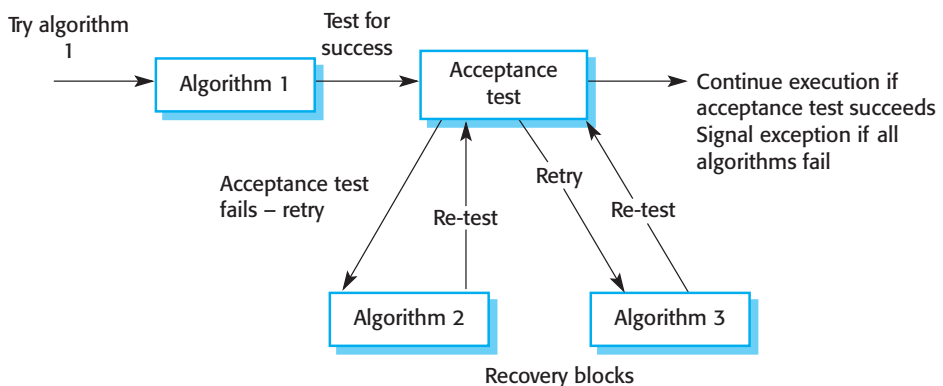 Try algorithm
1
Test for
success
Algorithm 1
Acceptance
test
Continue execution if
acceptance test succeeds
Signal exception if all
algorithms fail
Acceptance test
fails – retry
Re-test
Retry
Re-test
Algorithm 2
Algorithm 3
Recovery blocks